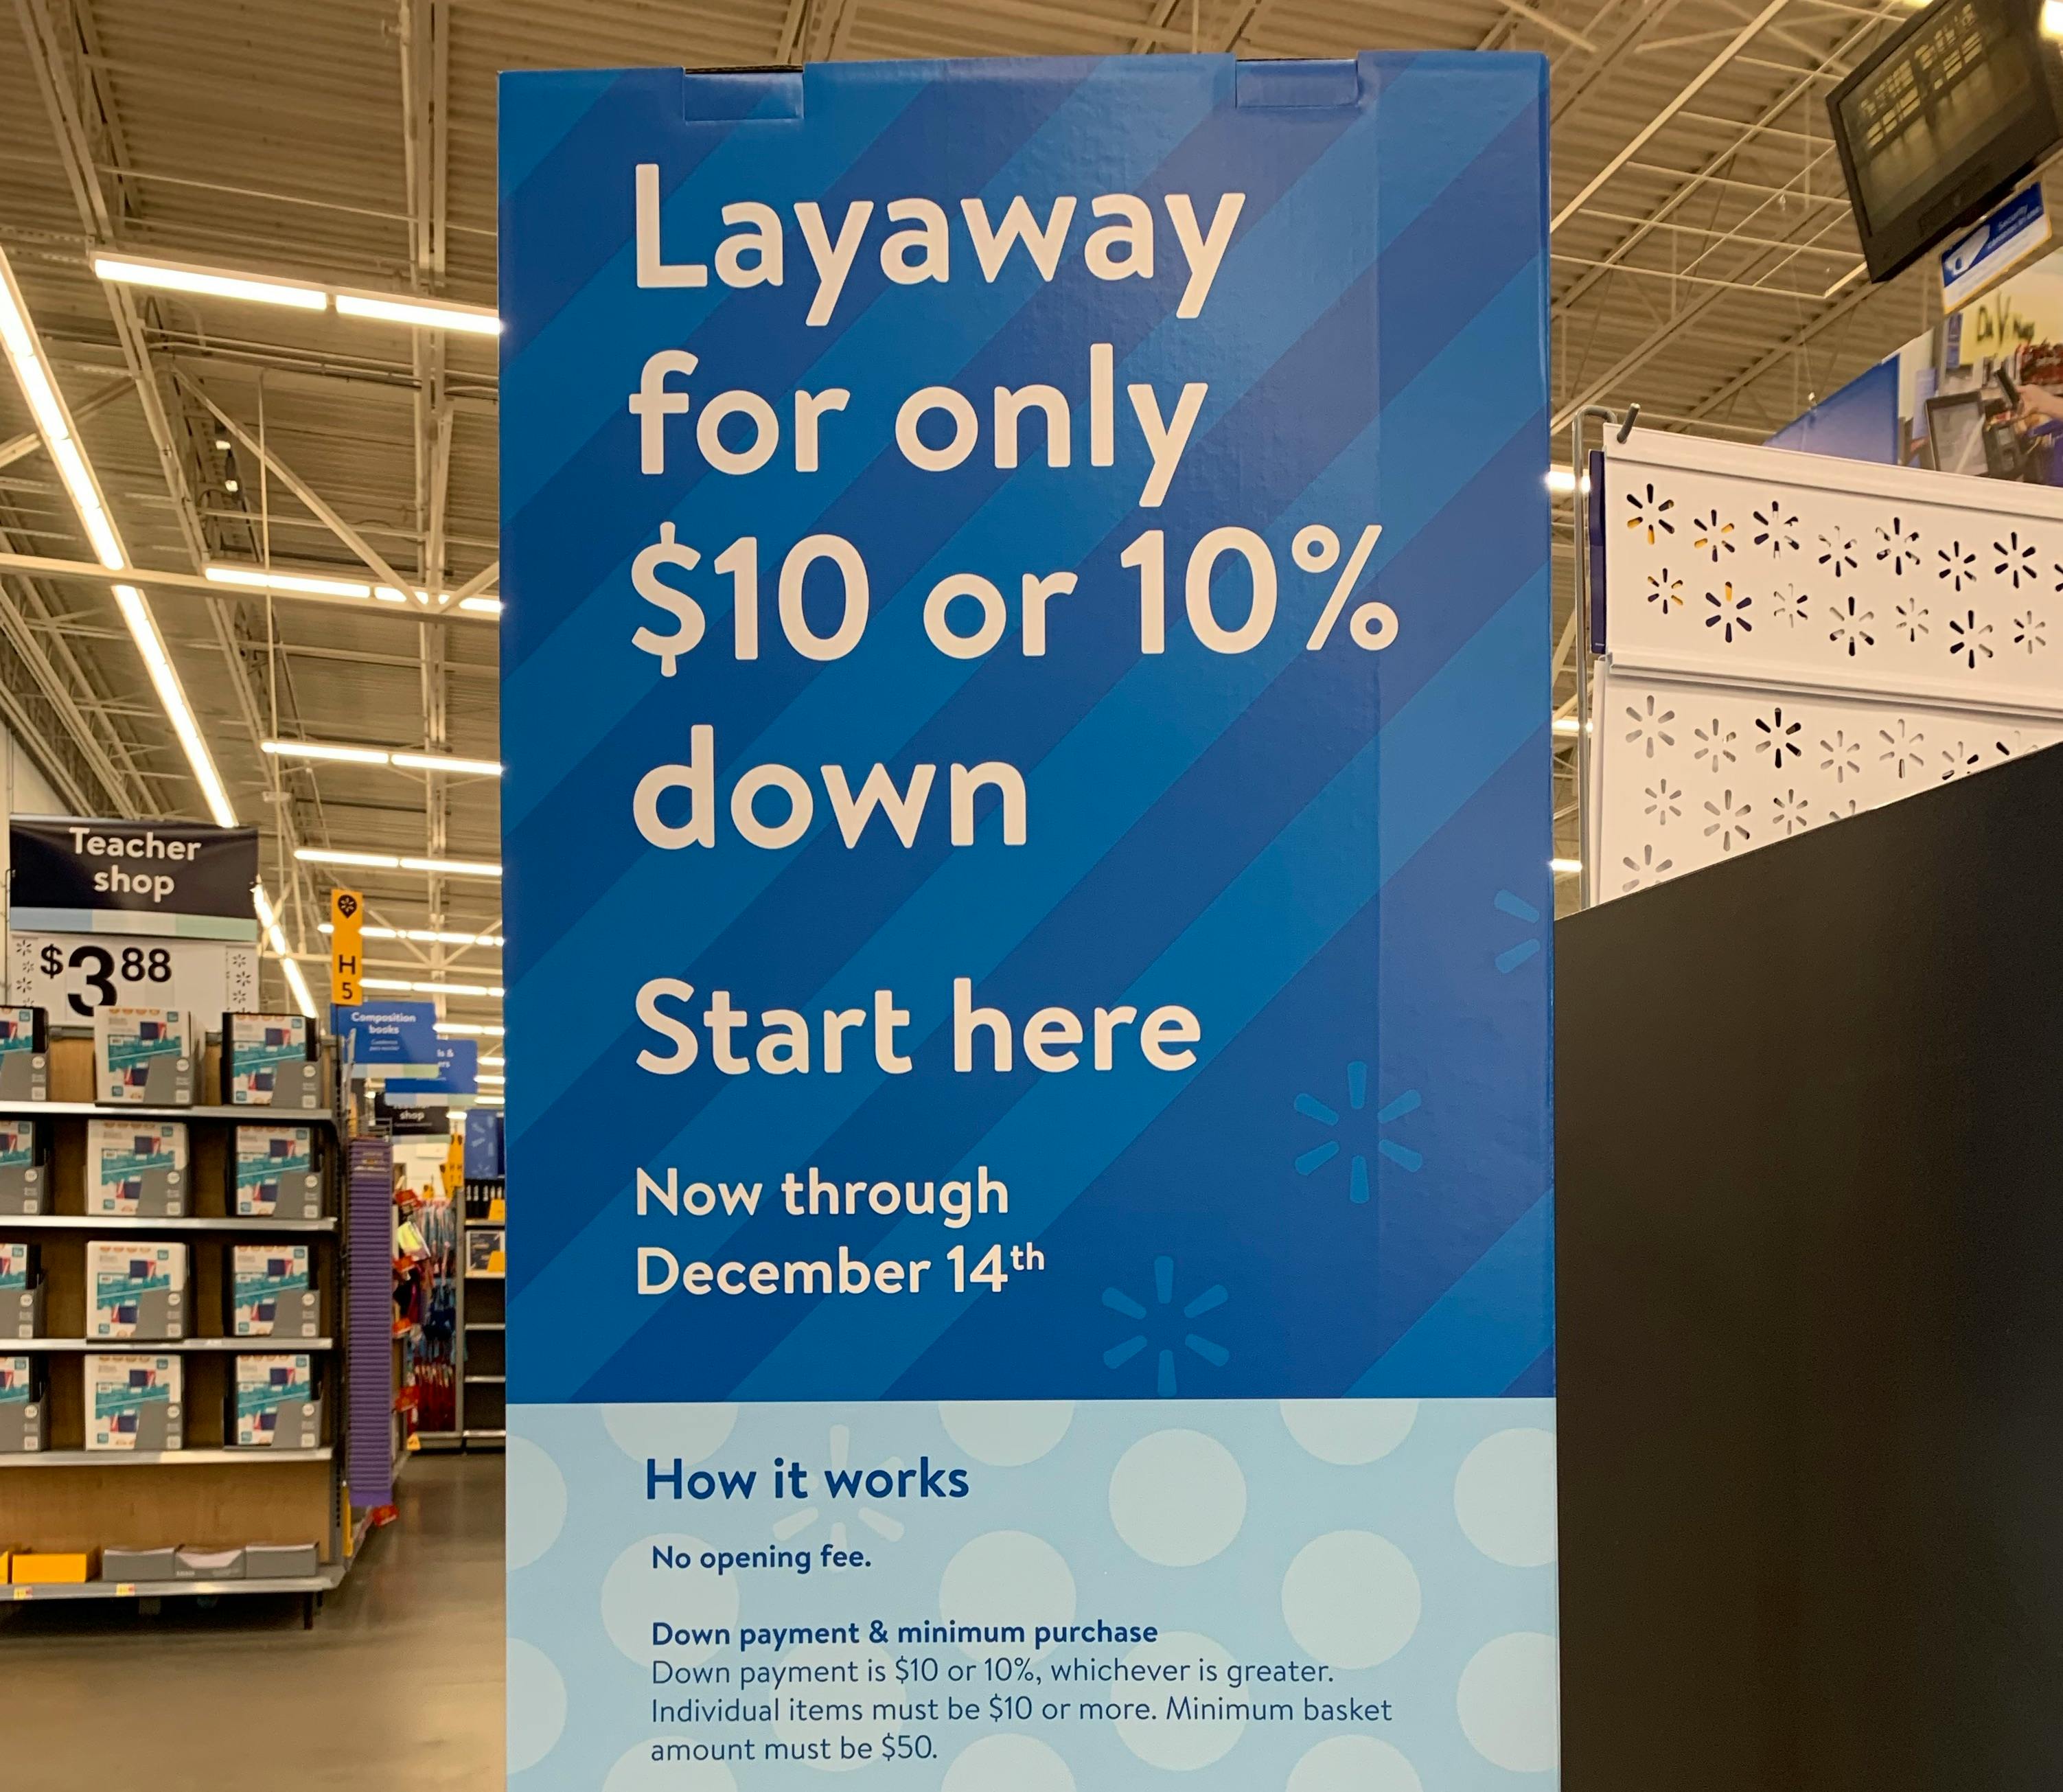 Layaway
for only
$10 or 10%
down
Start here
Now through
December 14th
How it works
No opening fee.
Down payment & minimum purchase
Down payment is $10 or 10%, whichever is greater.
Individual items must be $10 or more. Minimum basket
amount must be $50.
Teacher
shop
$388
H
5
Composition
books
shop
Security